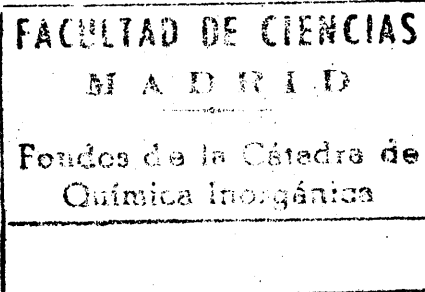 FACULTAD DE CIENCIAS
MADRID
Fondos de la Cátedra de
Química Inorgánica